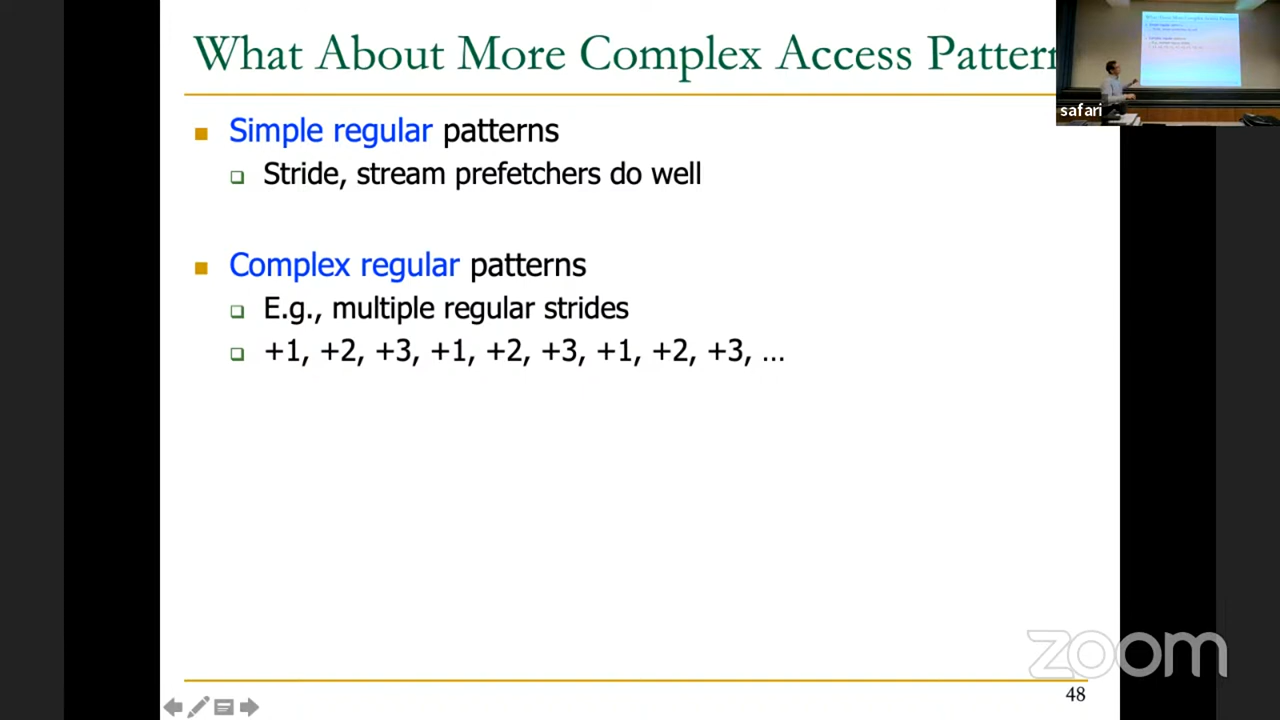 What About More Complex Access Pattern
safari
Simple regular patterns
Stride, stream prefetchers do well
Complex regular patterns
E.g., multiple regular strides
+1, +2, +3, +1, +2, +3, +1, +2, +3, …
zoom
48